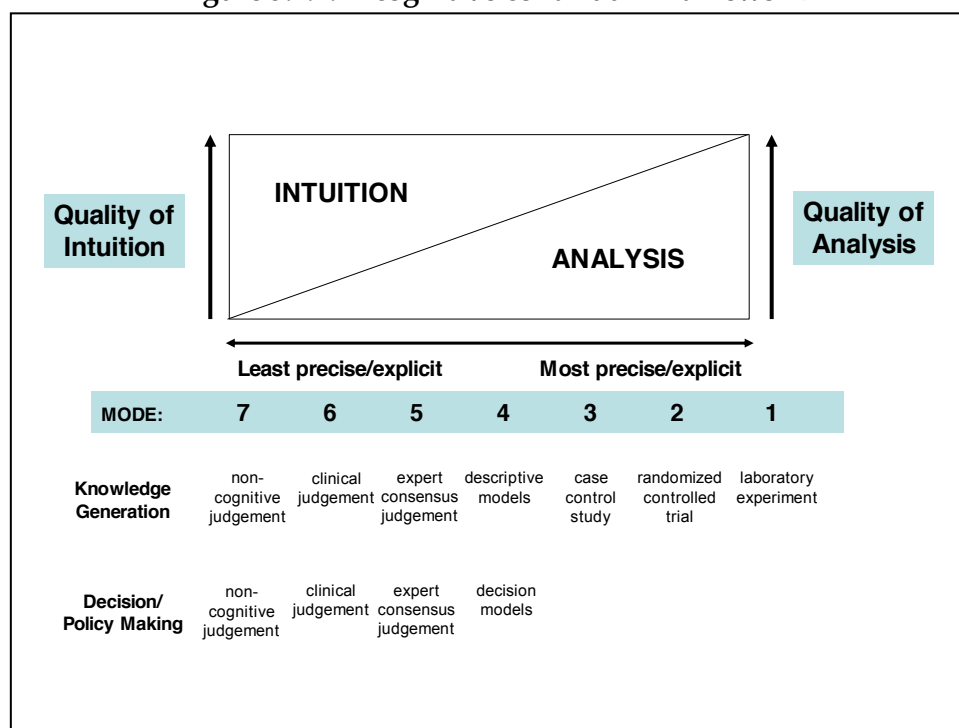 Quality of
Intuition
INTUITION
ANALYSIS
Quality of
Analysis
Least precise/explicit Most precise/explicit
MODE: 7 6 5 4 3 2 1
Knowledge
Generation
non-
cognitive
judgement
clinical
judgement
expert
consensus
judgement
descriptive
models
case
control
study
randomized
controlled
trial
laboratory
experiment
Decision/
Policy Making
non-
cognitive
judgement
clinical
judgement
expert
consensus
judgement
decision
models